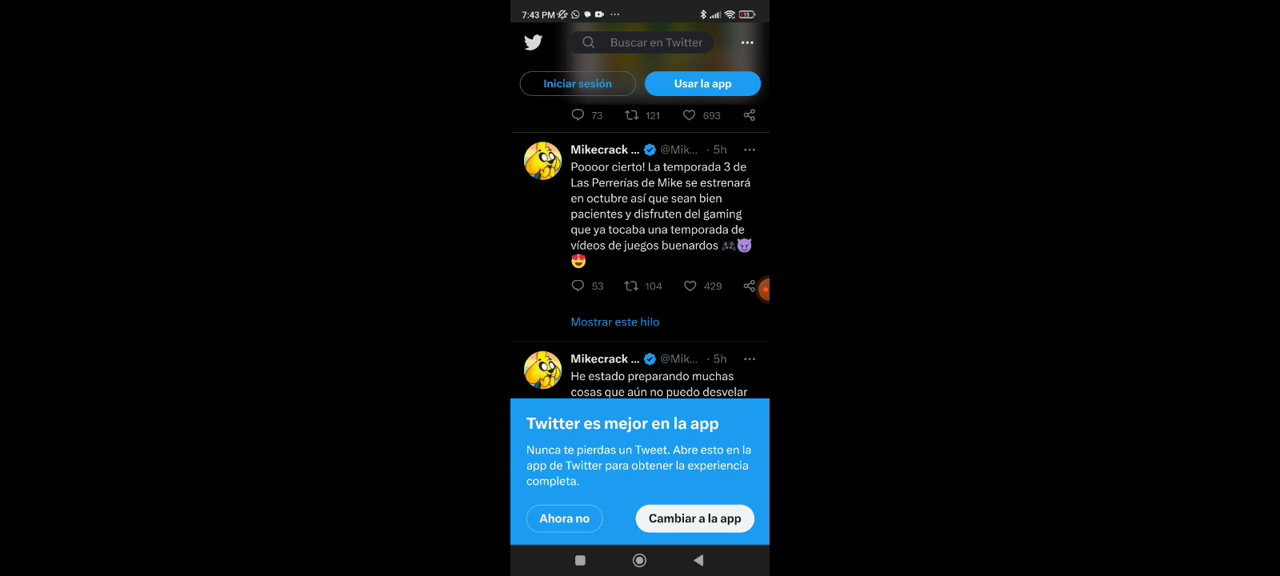 7:43 PM
Buscar en Twitter
Iniciar sesión
Usar la app
73 121 693
Mikecrack ... @Mik... · 5h
Poooor cierto! La temporada 3 de
Las Perrerías de Mike se estrenará
en octubre así que sean bien
pacientes y disfruten del gaming
que ya tocaba una temporada de
vídeos de juegos buenardos 🎮😈
😍
53 104 429
Mostrar este hilo
Mikecrack ... @Mik... · 5h
He estado preparando muchas
cosas que aún no puedo desvelar
Twitter es mejor en la app
Nunca te pierdas un Tweet. Abre esto en la
app de Twitter para obtener la experiencia
completa.
Ahora no
Cambiar a la app